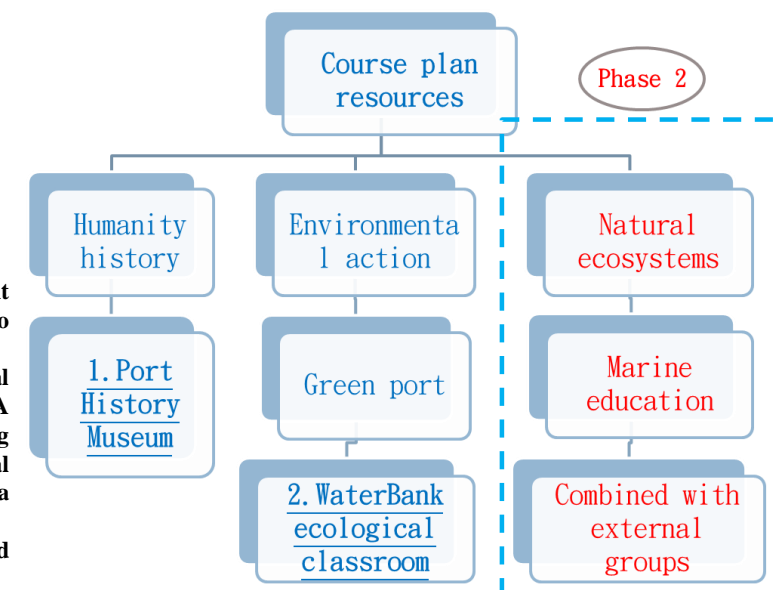 Course plan
resources
Phase 2
Humanity
history
Environmenta
l action
Natural
ecosystems
1.Port
History
Museum
Green port
Marine
education
2.WaterBank
ecological
classroom
Combined with
external
groups
o
A
a